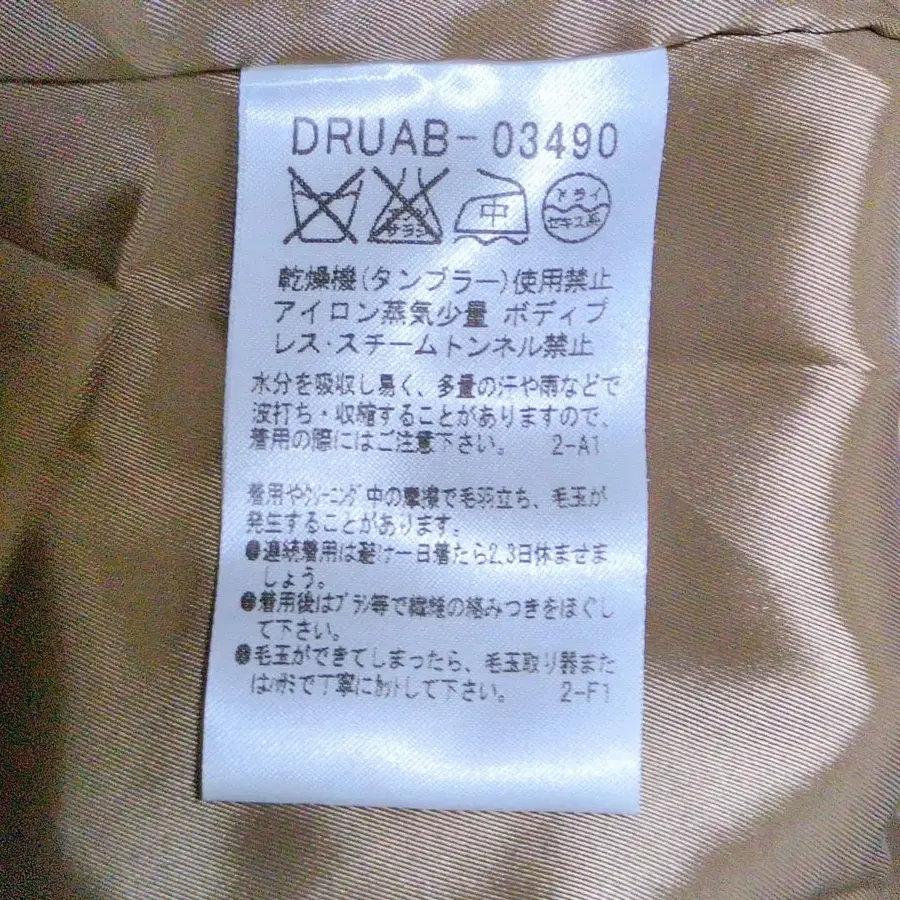 DRUAB-03490
エンソ サラシ 中 ドライ セキユ系
乾燥機(タンブラー)使用禁止
アイロン蒸気少量 ボディプ
レス・スチームトンネル禁止
水分を吸収し易く、多量の汗や雨などで
波打ち・収縮することがありますので、
着用の際にはご注意下さい。 2-A1
着用やクリーニング中の摩擦で毛羽立ち、毛玉が
発生することがあります。
●連続着用は避け一日着たら2,3日休ませま
しょう。
●着用後はブラシ等で繊維の絡みつきをほぐし
て下さい。
●毛玉ができてしまったら、毛玉取り器また
はハサミで丁寧にカットして下さい。 2-F1